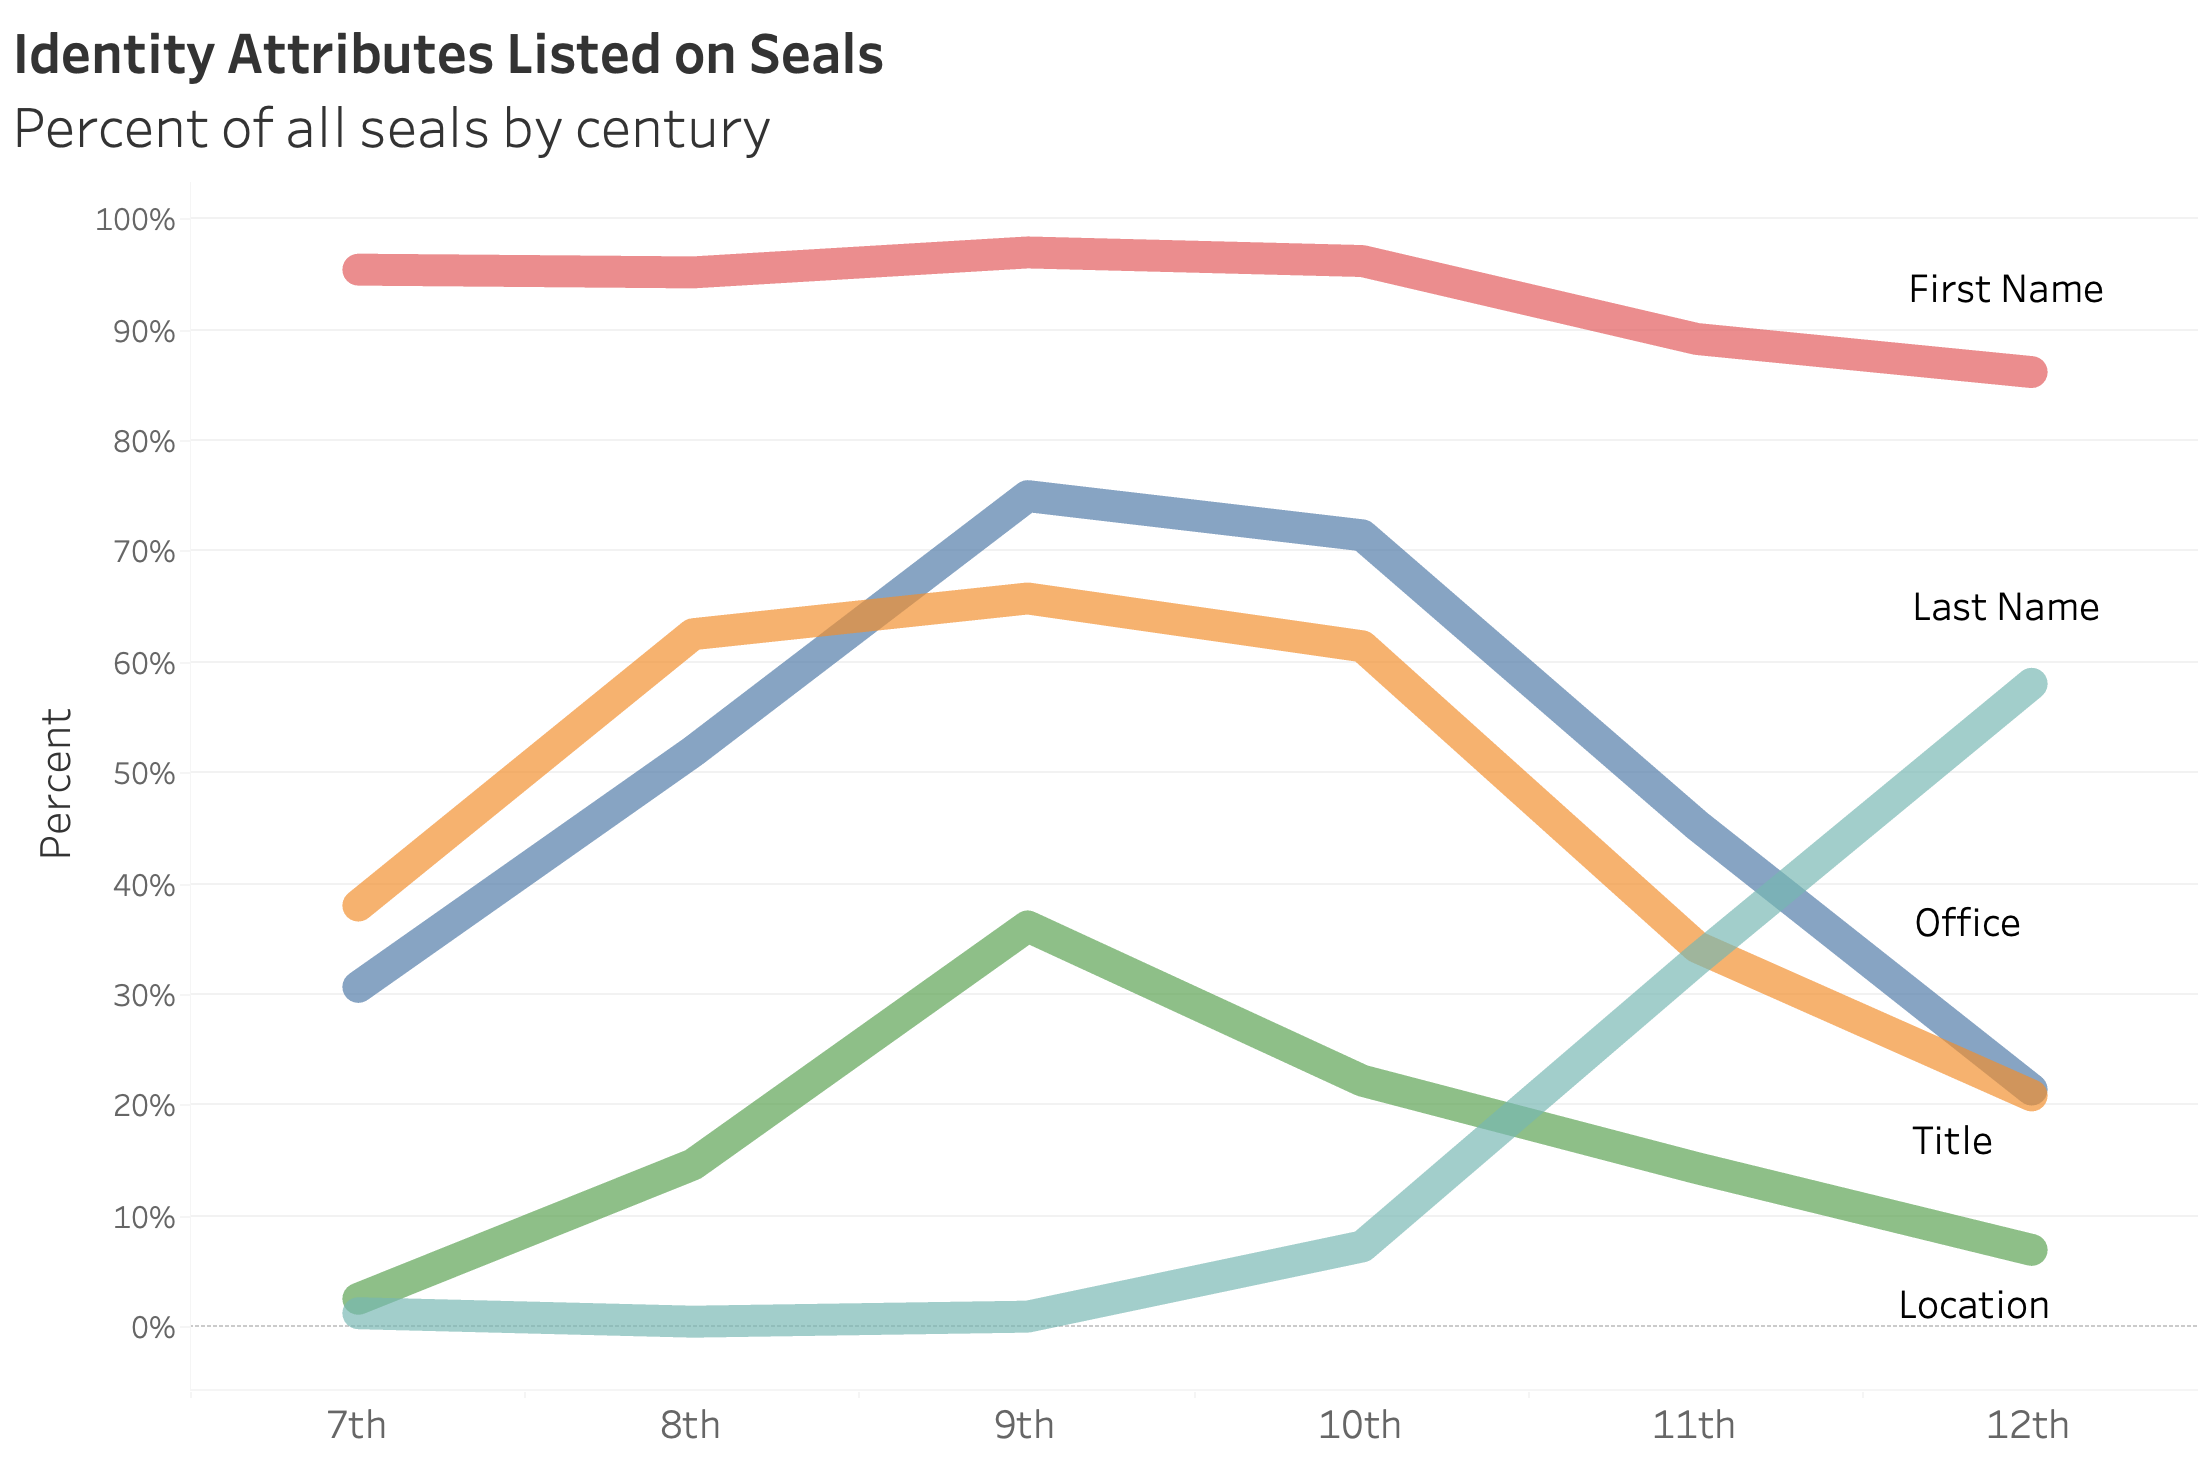 Identity Attributes Listed on Seals
Percent of all seals by century
100%
90%
80%
70%
60%
50%
40%
30%
20%
10%
0%
Percent
First Name
Last Name
Office
Title
Location
7th 8th 9th 10th 11th 12th